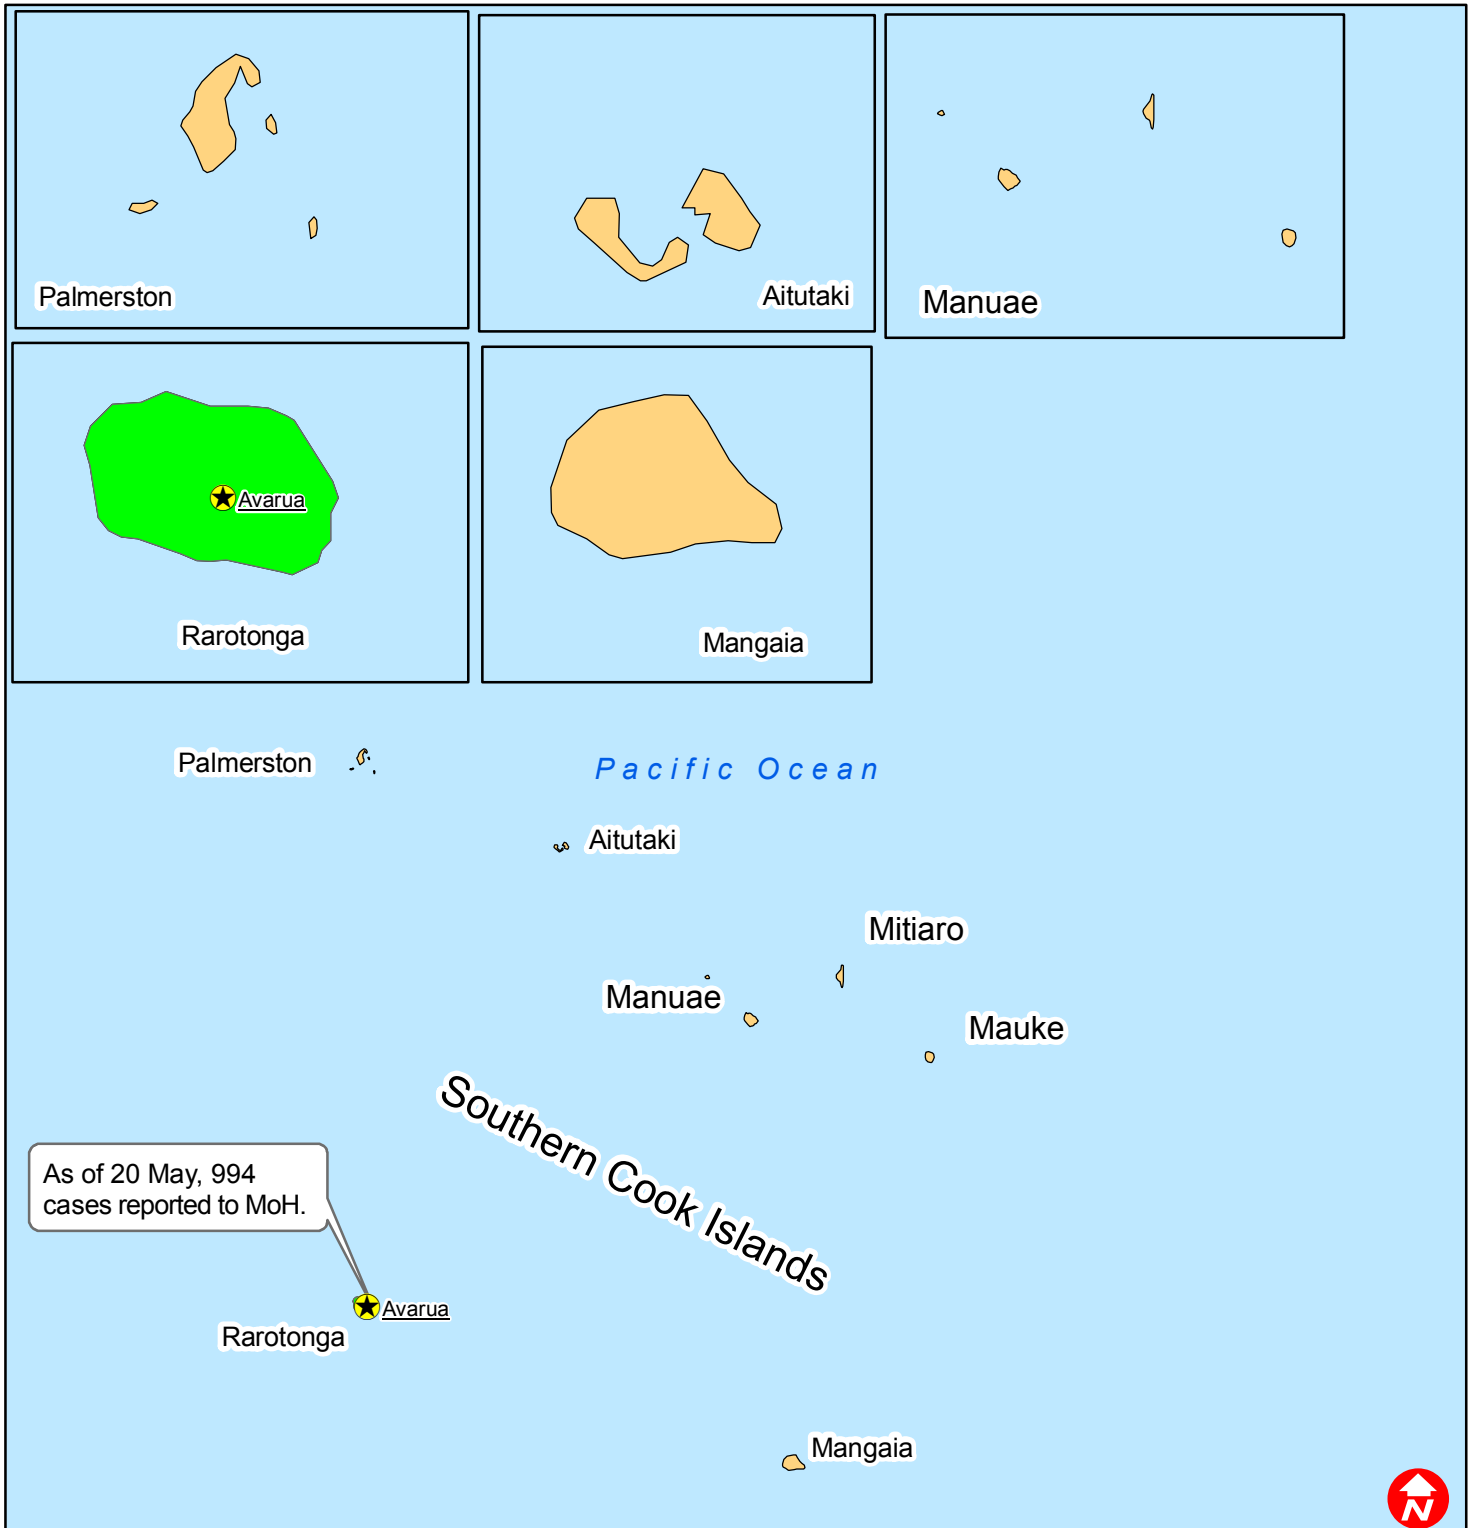 Palmerston
Aitutaki
Manuae
Avarua
Rarotonga
Mangaia
Palmerston
Pacific Ocean
Aitutaki
Mitiaro
Manuae
Mauke
Southern Cook Islands
As of 20 May, 994
cases reported to MoH.
Avarua
Rarotonga
Mangaia
N